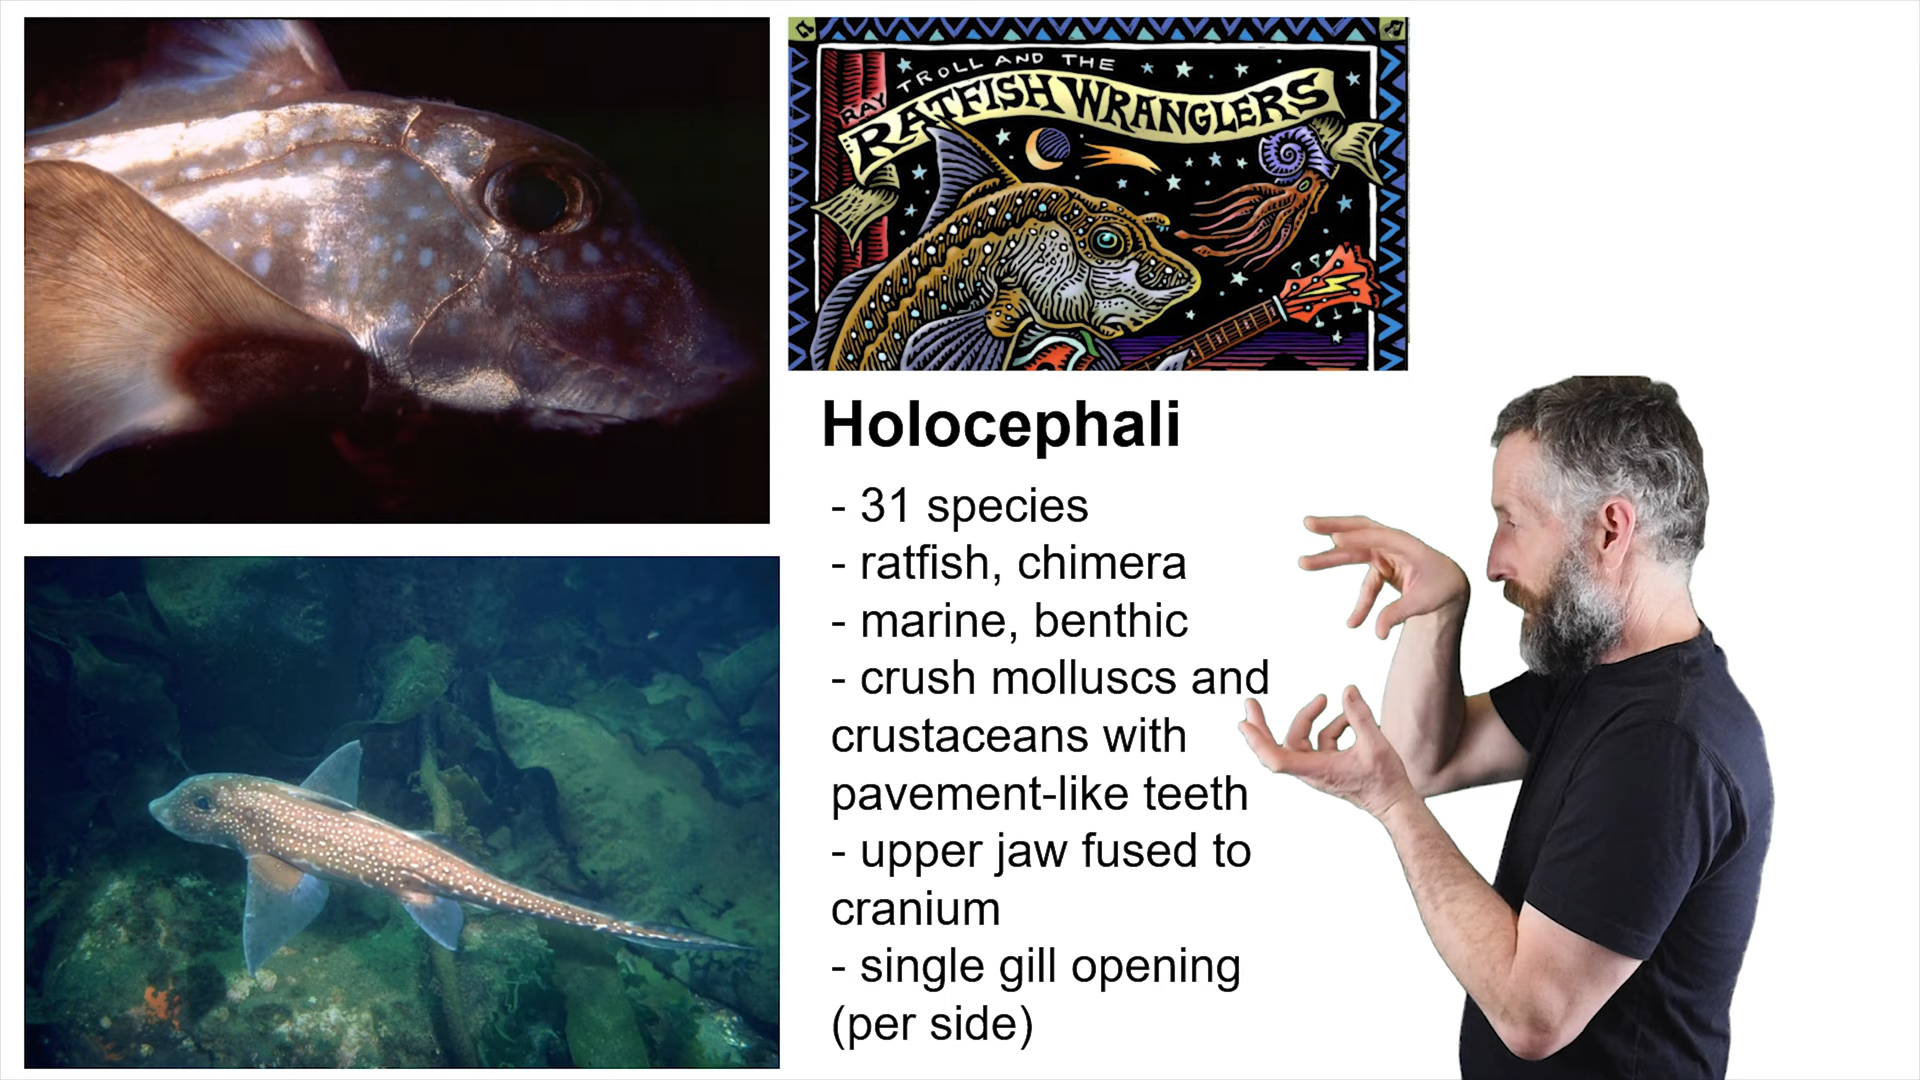 RAY TROLL AND THE
RATFISH WRANGLERS
Holocephali
- 31 species
- ratfish, chimera
- marine, benthic
- crush molluscs and
crustaceans with
pavement-like teeth
- upper jaw fused to
cranium
- single gill opening
(per side)